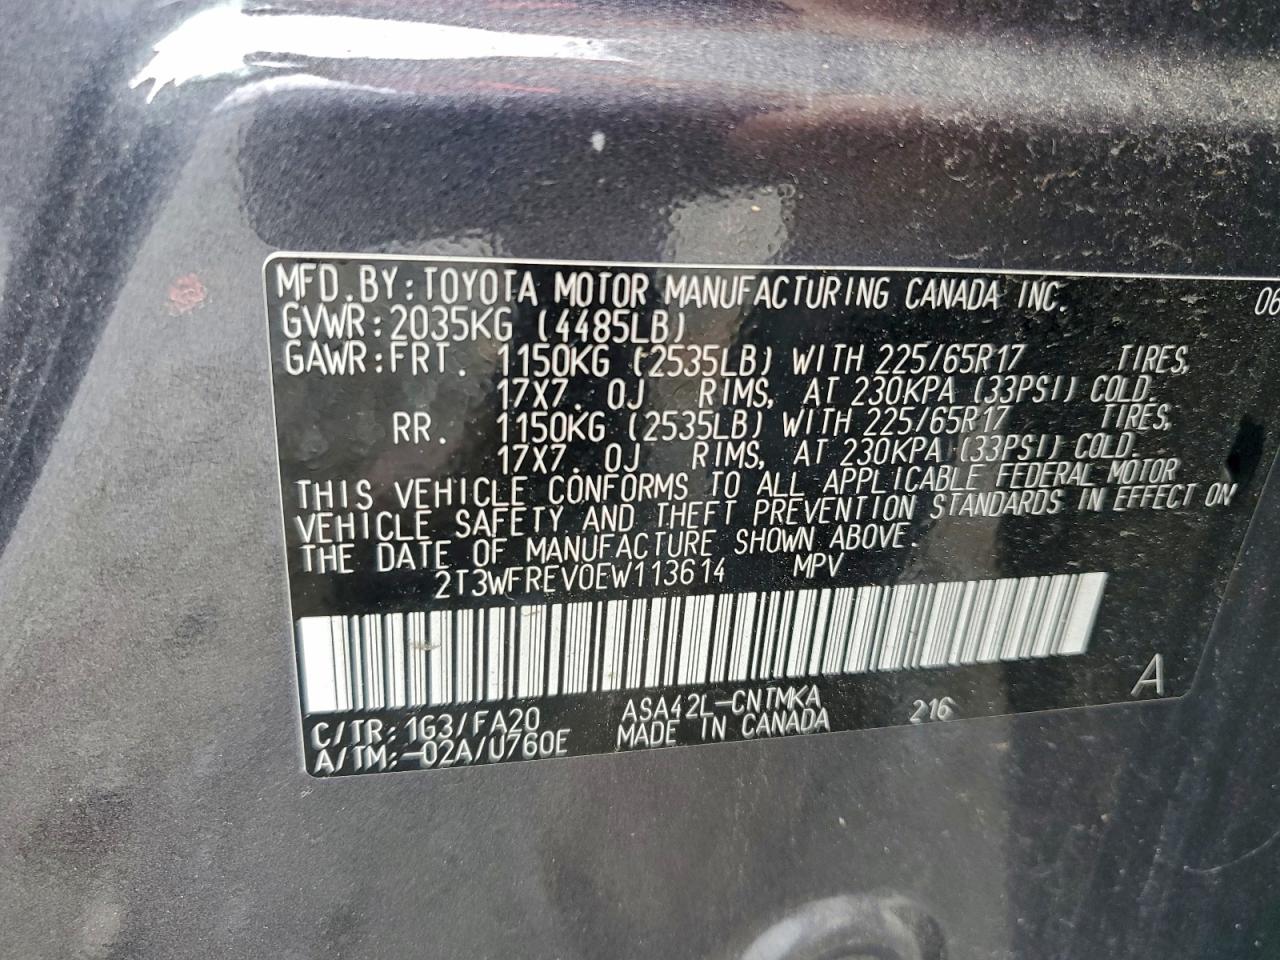 MFD. BY: TOYOTA MOTOR MANUFACTURING CANADA INC. 06
GVWR: 2035KG (4485LB)
GAWR: FRT. 1150KG (2535LB) WITH 225/65R17 TIRES,
17X7.0J RIMS, AT 230KPA (33PSI) COLD.
RR. 1150KG (2535LB) WITH 225/65R17 TIRES,
17X7.0J RIMS, AT 230KPA (33PSI) COLD.
THIS VEHICLE CONFORMS TO ALL APPLICABLE FEDERAL MOTOR
VEHICLE SAFETY AND THEFT PREVENTION STANDARDS IN EFFECT ON
THE DATE OF MANUFACTURE SHOWN ABOVE.
2T3WFREV0EW113614 MPV
A
C/TR: 1G3/FA20 ASA42L-CNTMKA 216
A/TM: -02A/U760E MADE IN CANADA